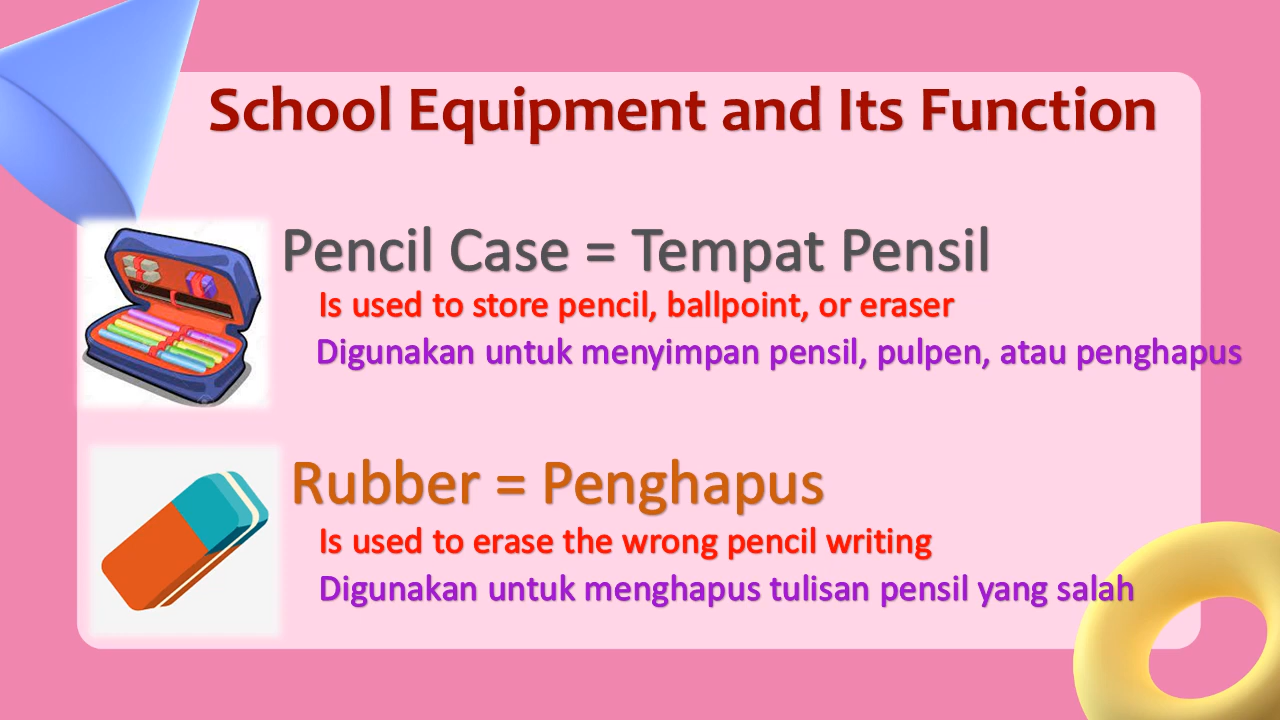 School Equipment and Its Function
Pencil Case = Tempat Pensil
Is used to store pencil, ballpoint, or eraser
Digunakan untuk menyimpan pensil, pulpen, atau penghapus
Rubber = Penghapus
Is used to erase the wrong pencil writing
Digunakan untuk menghapus tulisan pensil yang salah